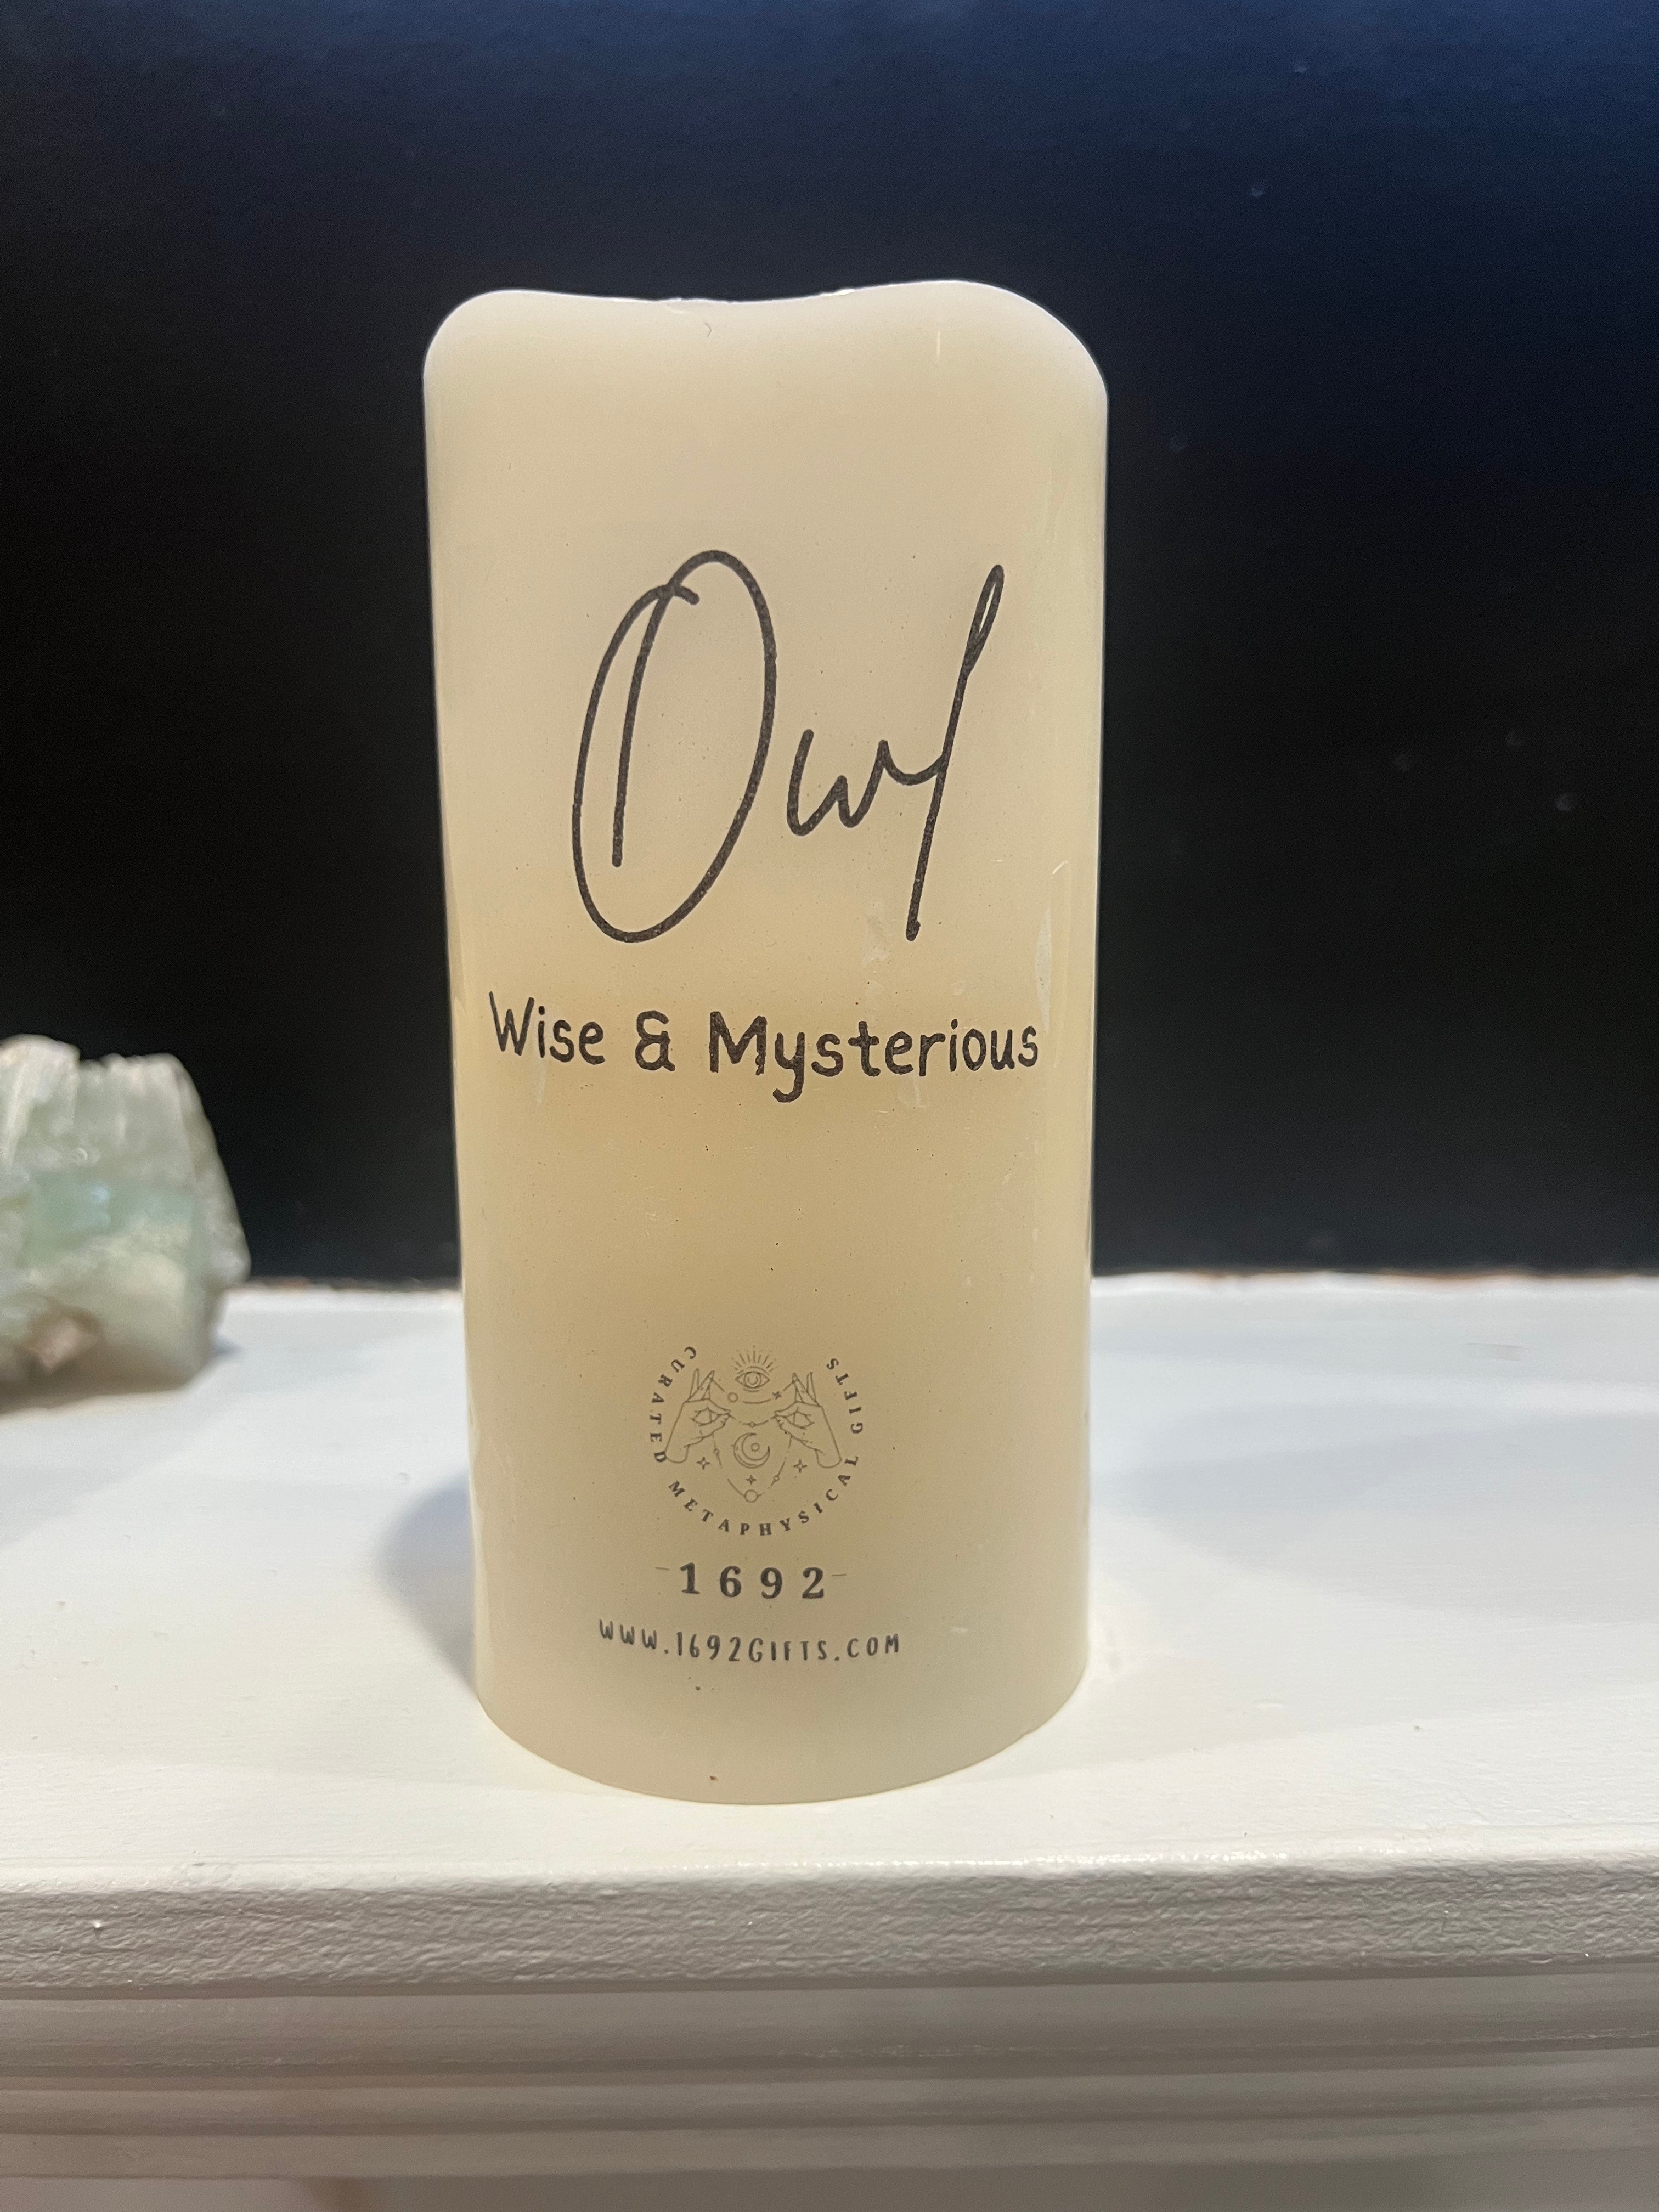 Owl
Wise & Mysterious
CURATED METAPHYSICAL GIFTS
1692
WWW.1692GIFTS.COM